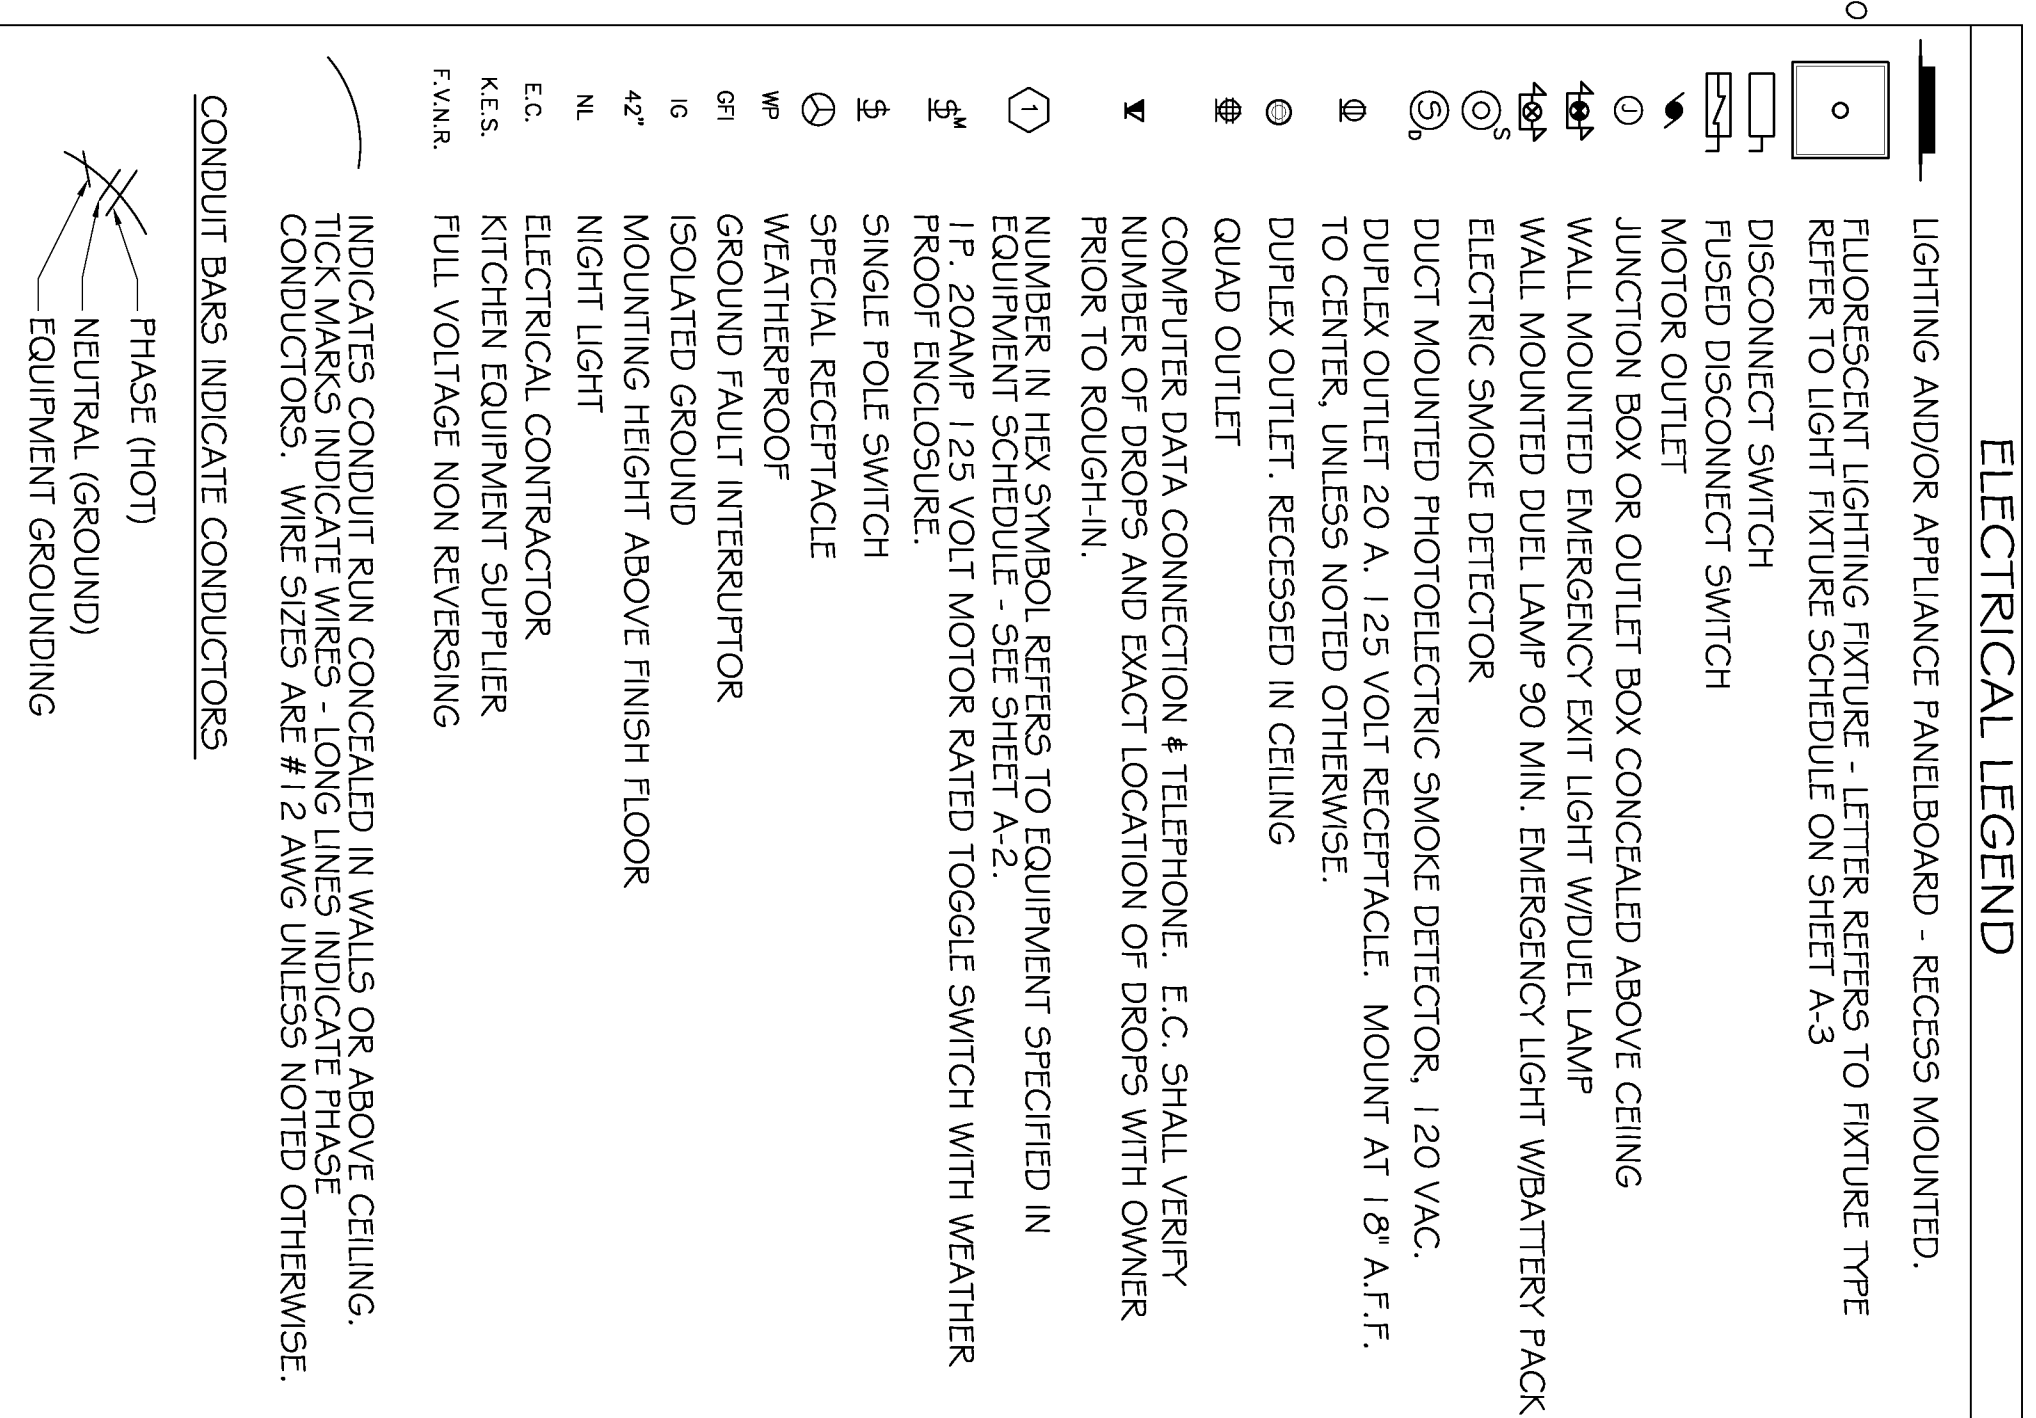 ELECTRICAL LEGEND
LIGHTING AND/OR APPLIANCE PANELBOARD - RECESS MOUNTED.
FLUORESCENT LIGHTING FIXTURE - LETTER REFERS TO FIXTURE TYPE
REFER TO LIGHT FIXTURE SCHEDULE ON SHEET A-3
DISCONNECT SWITCH
FUSED DISCONNECT SWITCH
MOTOR OUTLET
J JUNCTION BOX OR OUTLET BOX CONCEALED ABOVE CEIING
WALL MOUNTED EMERGENCY EXIT LIGHT W/DUEL LAMP
WALL MOUNTED DUEL LAMP 90 MIN. EMERGENCY LIGHT W/BATTERY PACK
S ELECTRIC SMOKE DETECTOR
S D DUCT MOUNTED PHOTOELECTRIC SMOKE DETECTOR, 120 VAC.
DUPLEX OUTLET 20 A. 125 VOLT RECEPTACLE. MOUNT AT 18" A.F.F.
TO CENTER, UNLESS NOTED OTHERWISE.
DUPLEX OUTLET. RECESSED IN CEILING
QUAD OUTLET
COMPUTER DATA CONNECTION & TELEPHONE. E.C. SHALL VERIFY
NUMBER OF DROPS AND EXACT LOCATION OF DROPS WITH OWNER
PRIOR TO ROUGH-IN.
1 NUMBER IN HEX SYMBOL REFERS TO EQUIPMENT SPECIFIED IN
EQUIPMENT SCHEDULE - SEE SHEET A-2.
$ M 1P. 20AMP 125 VOLT MOTOR RATED TOGGLE SWITCH WITH WEATHER
PROOF ENCLOSURE.
$ SINGLE POLE SWITCH
SPECIAL RECEPTACLE
WP WEATHERPROOF
GFI GROUND FAULT INTERRUPTOR
IG ISOLATED GROUND
42" MOUNTING HEIGHT ABOVE FINISH FLOOR
NL NIGHT LIGHT
E.C. ELECTRICAL CONTRACTOR
K.E.S. KITCHEN EQUIPMENT SUPPLIER
F.V.N.R. FULL VOLTAGE NON REVERSING
INDICATES CONDUIT RUN CONCEALED IN WALLS OR ABOVE CEILING.
TICK MARKS INDICATE WIRES - LONG LINES INDICATE PHASE
CONDUCTORS. WIRE SIZES ARE #12 AWG UNLESS NOTED OTHERWISE.
CONDUIT BARS INDICATE CONDUCTORS
PHASE (HOT)
NEUTRAL (GROUND)
EQUIPMENT GROUNDING